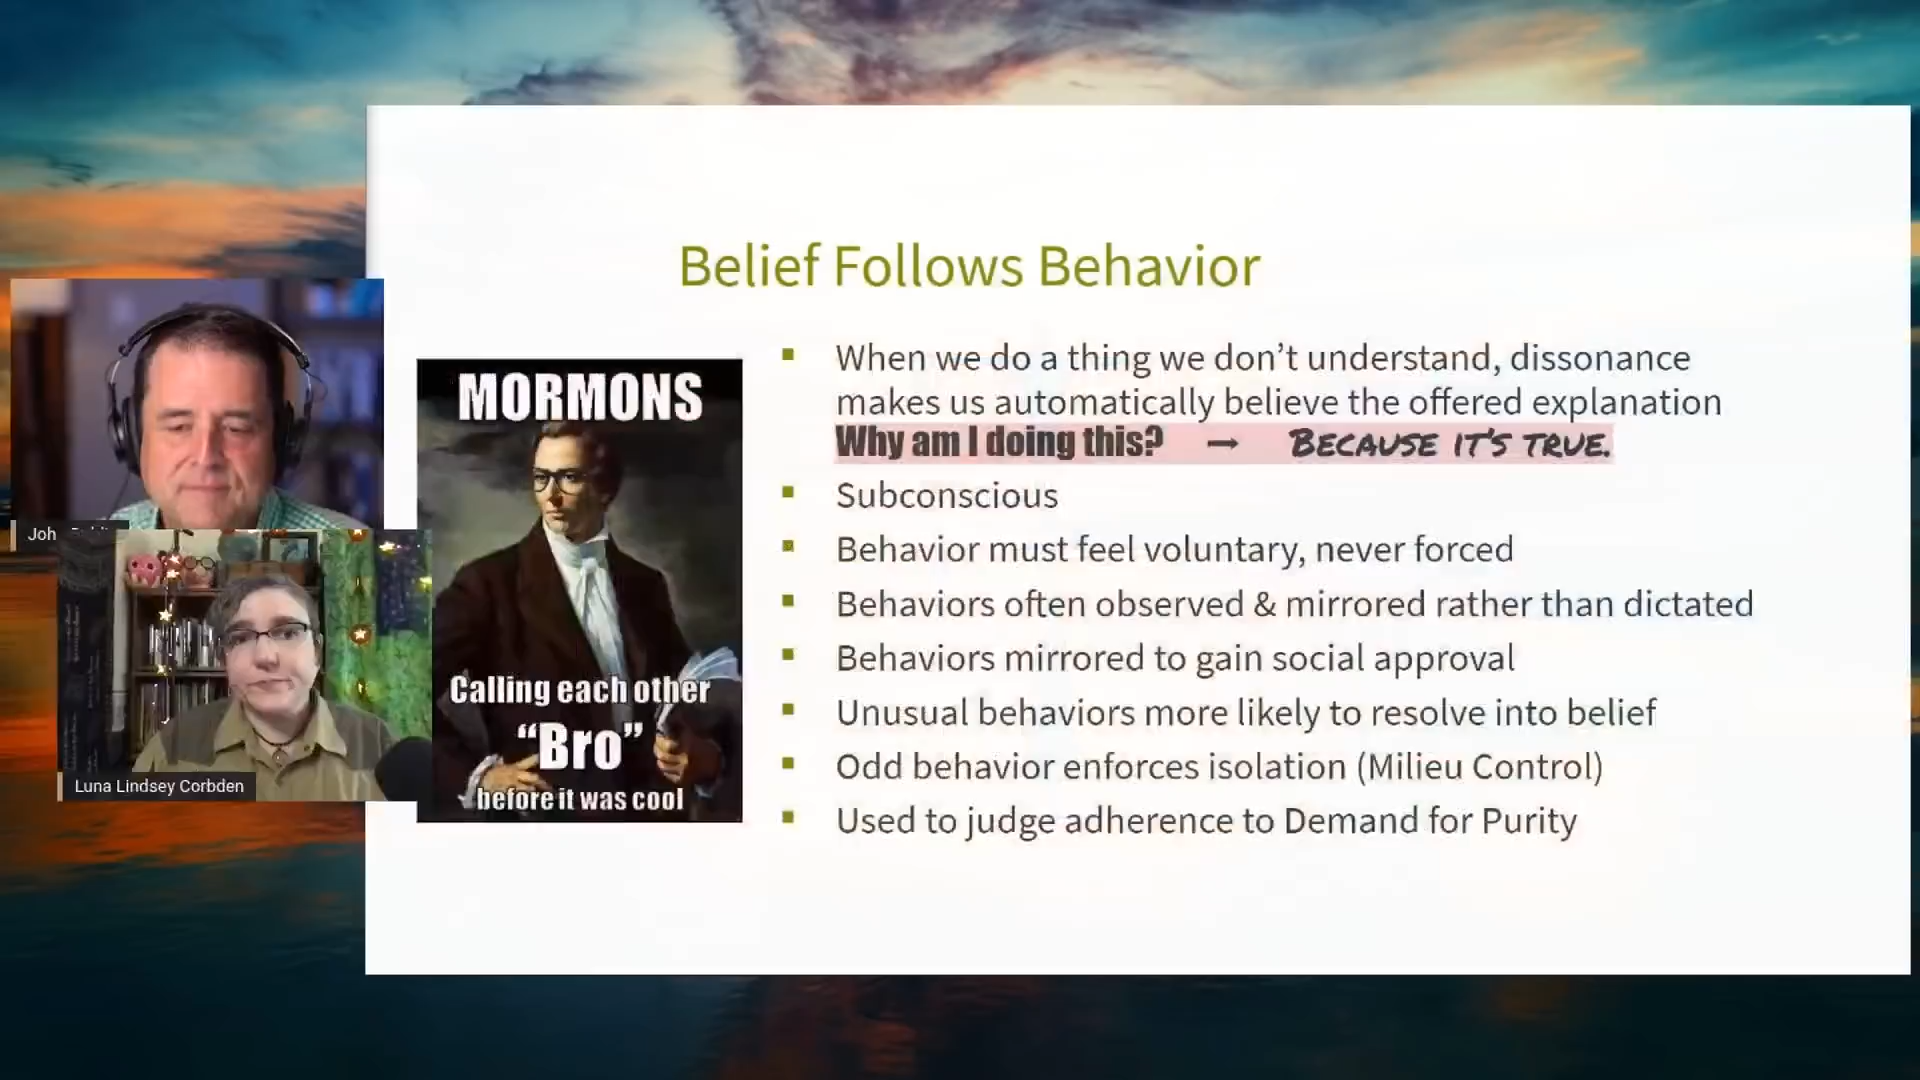 Belief Follows Behavior
MORMONS
Calling each other
“Bro”
before it was cool
When we do a thing we don’t understand, dissonance
makes us automatically believe the offered explanation
Why am I doing this? → BECAUSE IT’S TRUE.
Subconscious
Behavior must feel voluntary, never forced
Behaviors often observed & mirrored rather than dictated
Behaviors mirrored to gain social approval
Unusual behaviors more likely to resolve into belief
Odd behavior enforces isolation (Milieu Control)
Used to judge adherence to Demand for Purity
Joh
Luna Lindsey Corbden